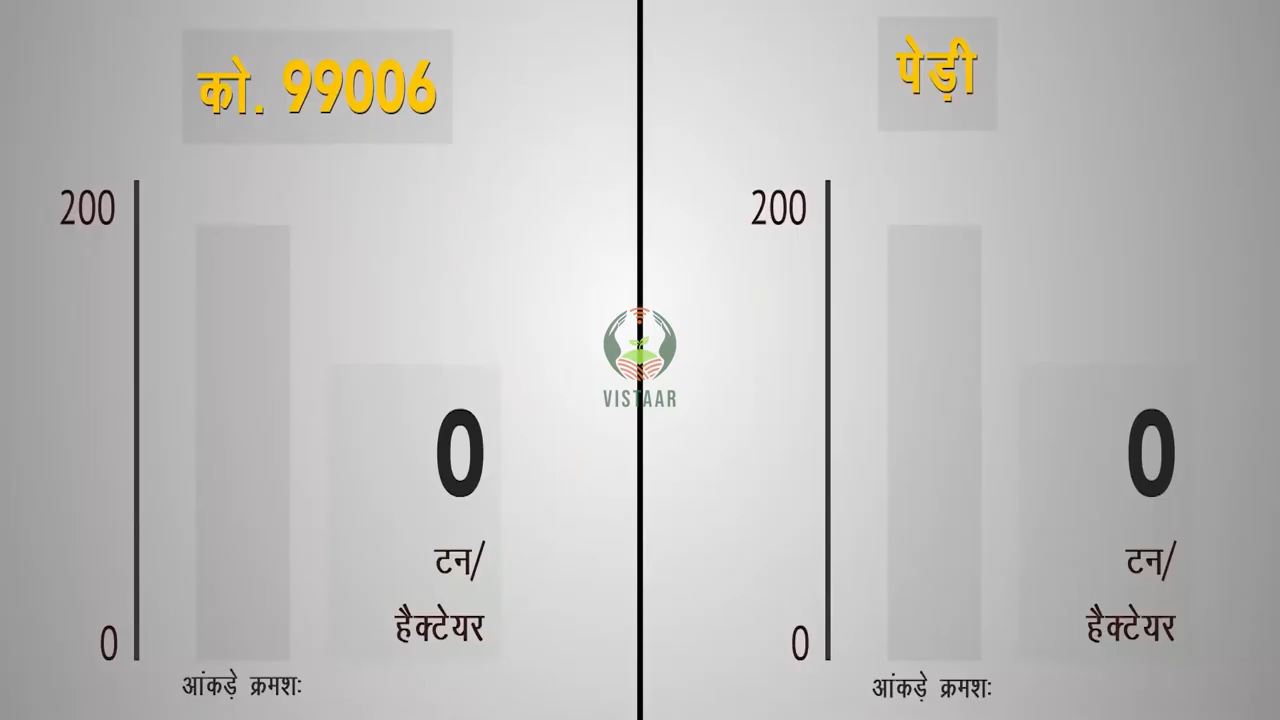 को. 99006
200
0
टन/
हैक्टेयर
0
आंकड़े क्रमशः
VISTAAR
पेड़ी
200
0
टन/
हैक्टेयर
0
आंकड़े क्रमशः